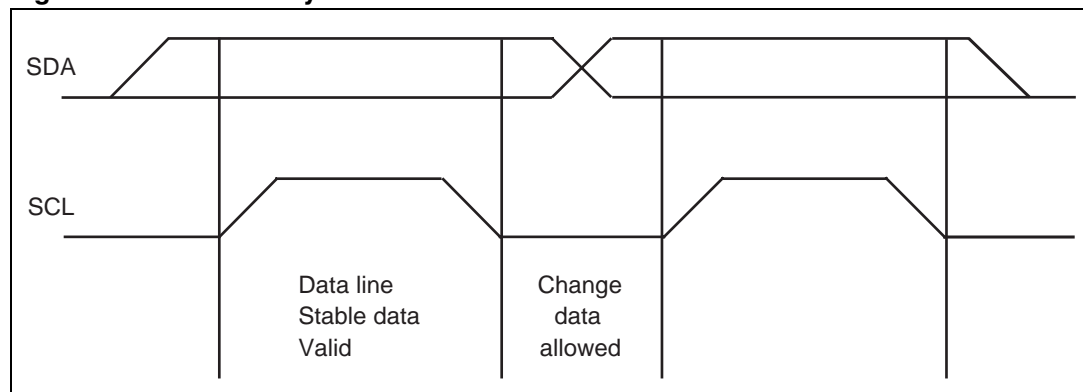 SDA
SCL
Data line
Stable data
Valid
Change
data
allowed